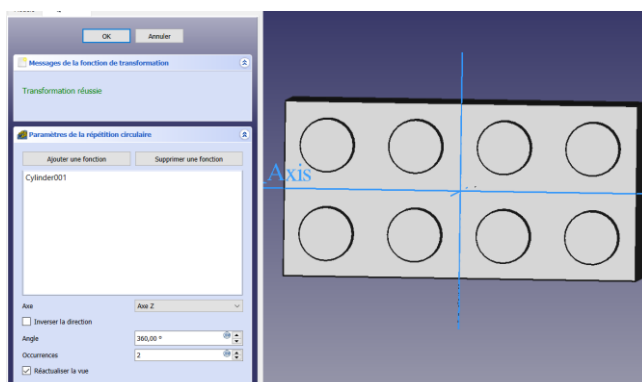 OK Annuler
Messages de la fonction de transformation
Transformation réussie
Paramètres de la répétition circulaire
Ajouter une fonction Supprimer une fonction
Cylinder001
Axe Axe Z
Inverser la direction
Angle 360,00 °
Occurrences 2
Réactualiser la vue
Axis